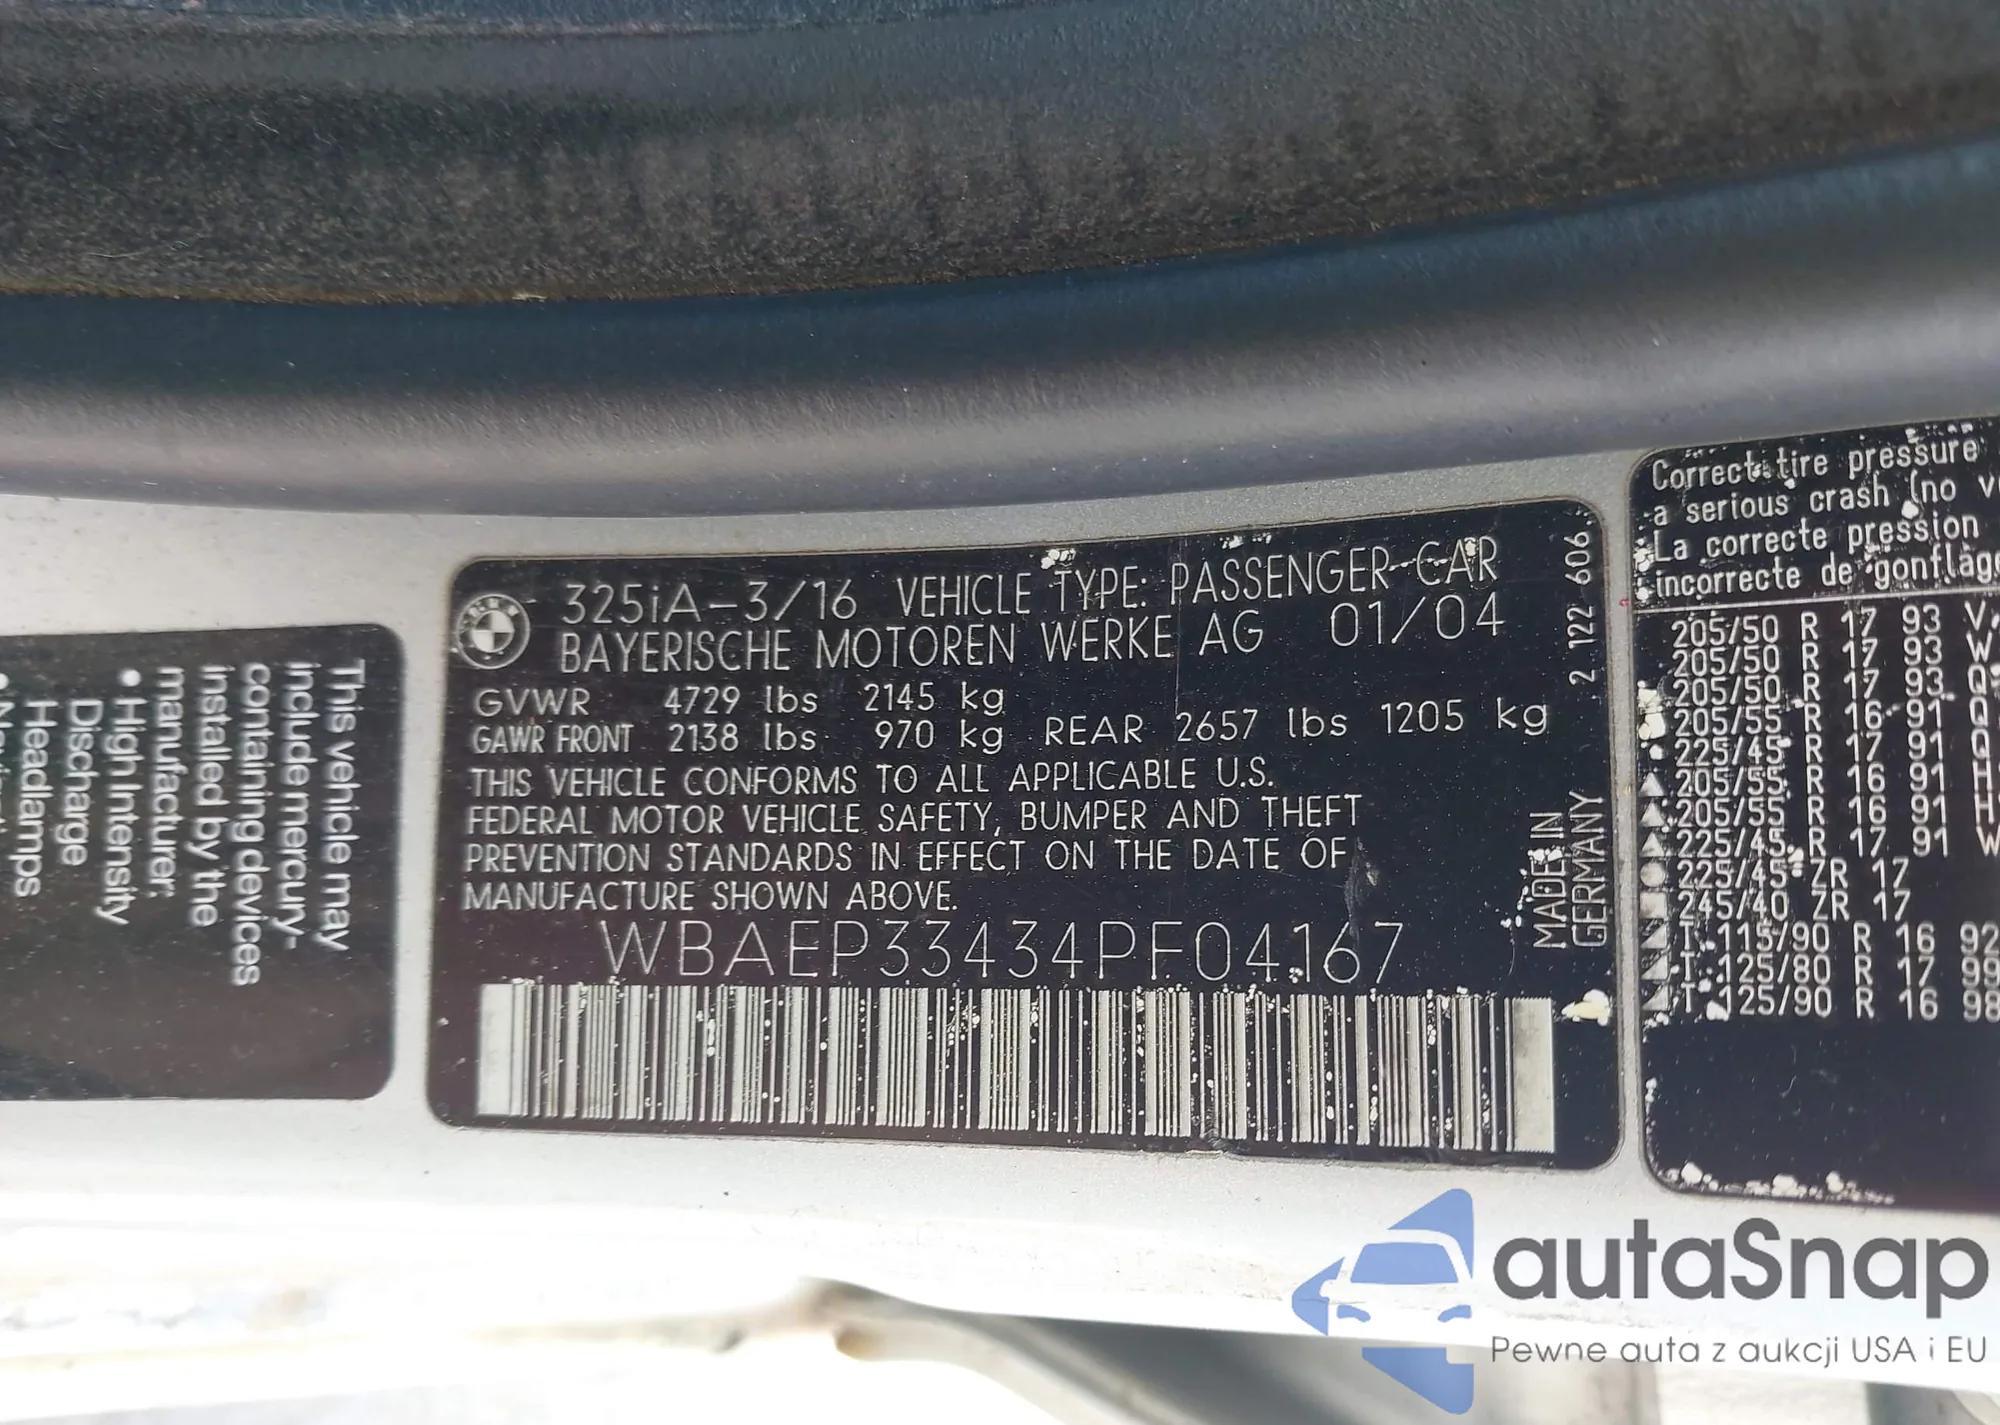 This vehicle may
include mercury-
containing devices
installed by the
manufacturer:
• High Intensity
Discharge
Headlamps
325iA-3/16 VEHICLE TYPE: PASSENGER CAR
BAYERISCHE MOTOREN WERKE AG 01/04
GVWR 4729 lbs 2145 kg
GAWR FRONT 2138 lbs 970 kg REAR 2657 lbs 1205 kg
THIS VEHICLE CONFORMS TO ALL APPLICABLE U.S.
FEDERAL MOTOR VEHICLE SAFETY, BUMPER AND THEFT
PREVENTION STANDARDS IN EFFECT ON THE DATE OF
MANUFACTURE SHOWN ABOVE.
WBAEP33434PF04167
2 122 606
MADE IN
GERMANY
Correct tire pressure
a serious crash (no
La correcte pression
incorrecte de gonflag
205/50 R 17 93 V
205/50 R 17 93 W
205/50 R 17 93 Q
205/55 R 16 91 Q
225/45 R 17 91 Q
205/55 R 16 91 H
205/55 R 16 91 H
225/45 R 17 91 W
225/45 ZR 17
245/40 ZR 17
T 115/90 R 16 92
T 125/80 R 17 99
T 125/90 R 16 98
autaSnap
Pewne auta z aukcji USA i EU